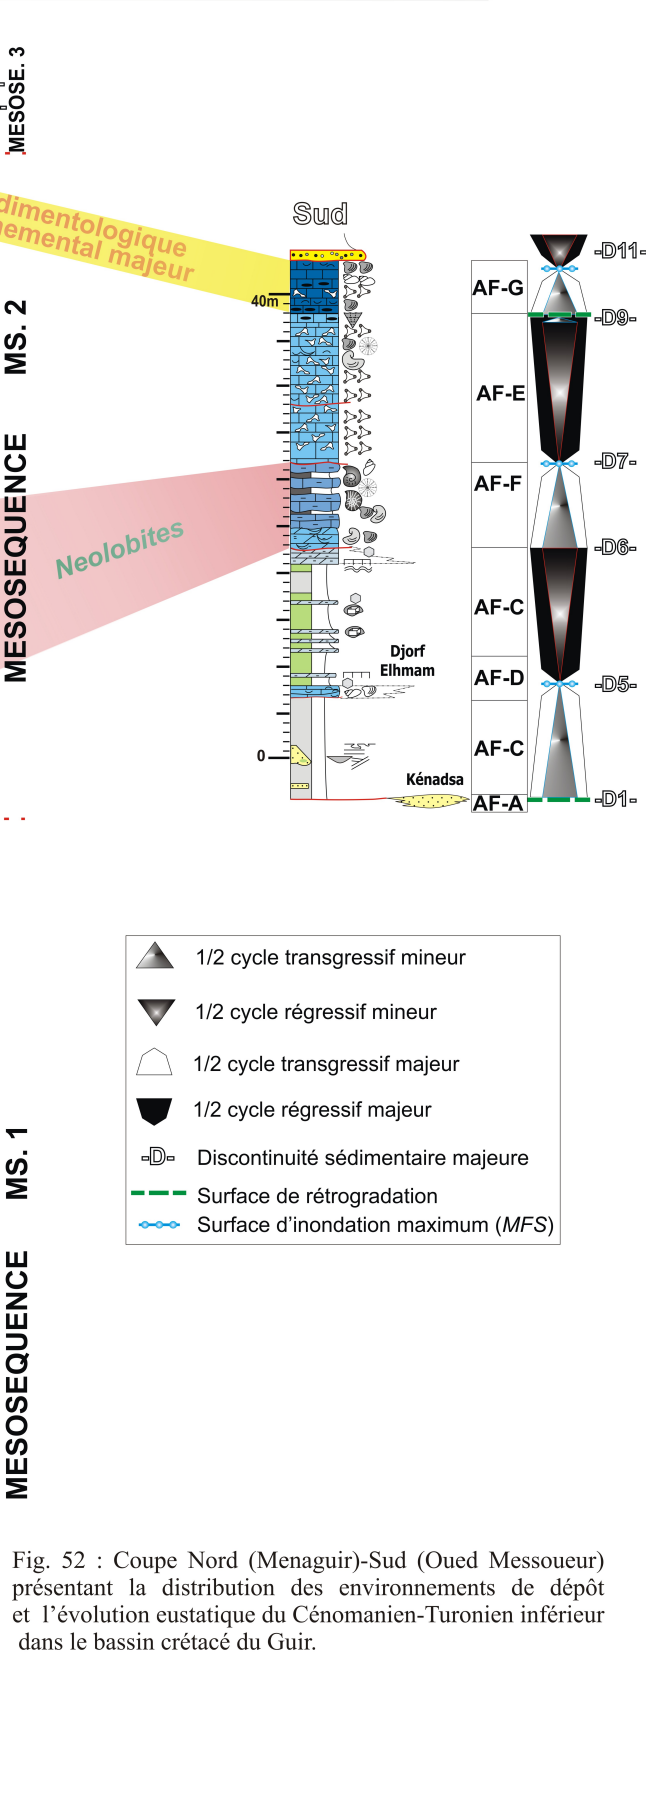 MESOSE. 3
dimentologique
nemental majeur
Sud
-D11-
AF-G
40m
-D9-
MS. 2
AF-E
MESOSEQUENCE
-D7-
AF-F
Neolobites
-D6-
AF-C
Djorf
Elhmam
AF-D
-D5-
0
AF-C
Kénadsa
AF-A
-D1-
1/2 cycle transgressif mineur
1/2 cycle régressif mineur
1/2 cycle transgressif majeur
1/2 cycle régressif majeur
-D- Discontinuité sédimentaire majeure
Surface de rétrogradation
Surface d’inondation maximum (MFS)
MS. 1
MESOSEQUENCE
Fig. 52 : Coupe Nord (Menaguir)-Sud (Oued Messoueur)
présentant la distribution des environnements de dépôt
et l’évolution eustatique du Cénomanien-Turonien inférieur
dans le bassin crétacé du Guir.